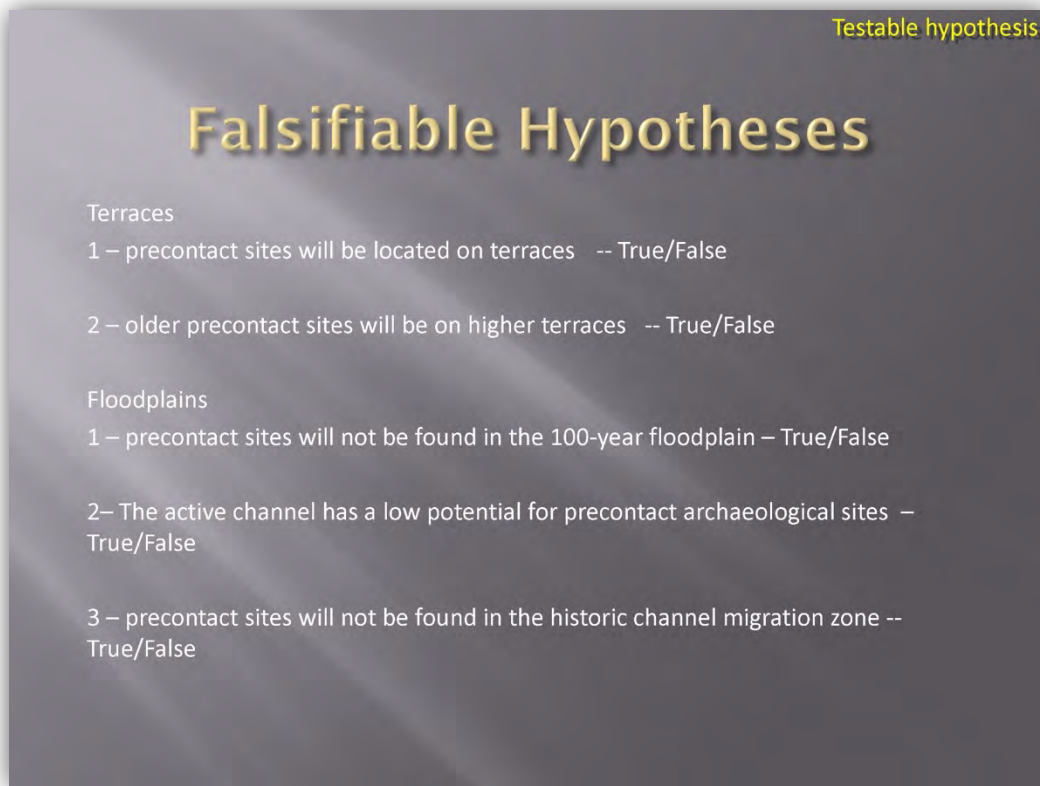 Testable hypothesis
Falsifiable Hypotheses
Terraces
1 – precontact sites will be located on terraces -- True/False
2 – older precontact sites will be on higher terraces -- True/False
Floodplains
1 – precontact sites will not be found in the 100-year floodplain – True/False
2– The active channel has a low potential for precontact archaeological sites –
True/False
3 – precontact sites will not be found in the historic channel migration zone --
True/False